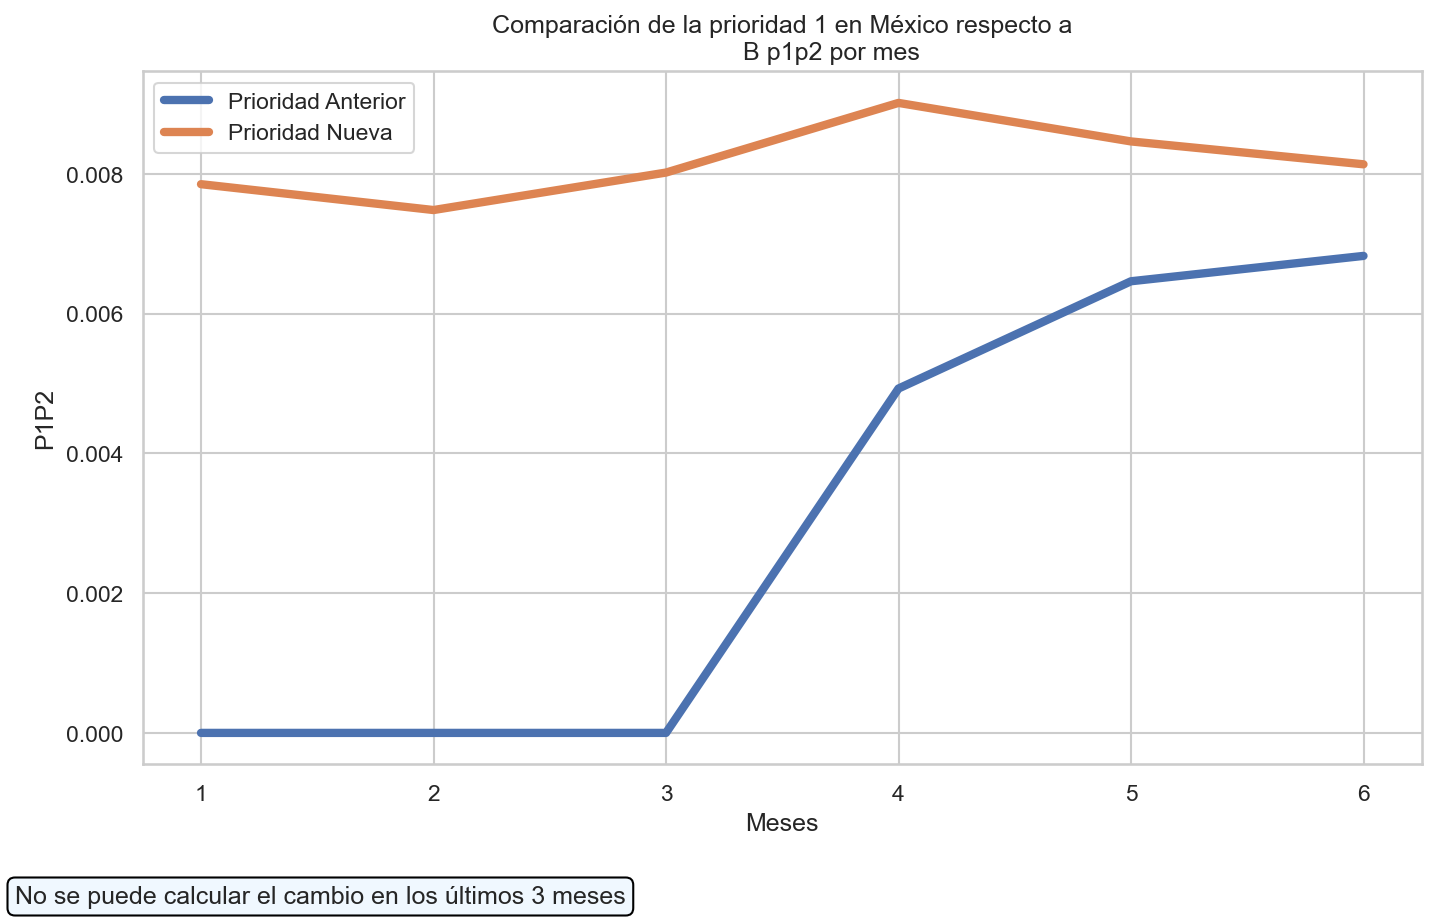 Comparación de la prioridad 1 en México respecto a
B p1p2 por mes
Prioridad Anterior
Prioridad Nueva
0.008
0.006
0.004
0.002
0.000
P1P2
1 2 3 4 5 6
Meses
No se puede calcular el cambio en los últimos 3 meses